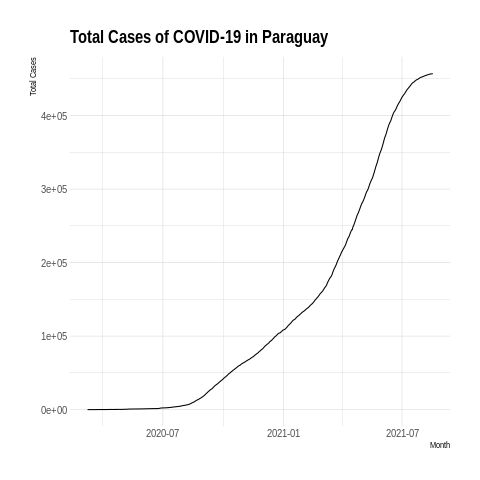 Total Cases of COVID-19 in Paraguay
Total Cases
4e+05
3e+05
2e+05
1e+05
0e+00
2020-07
2021-01
2021-07
Month